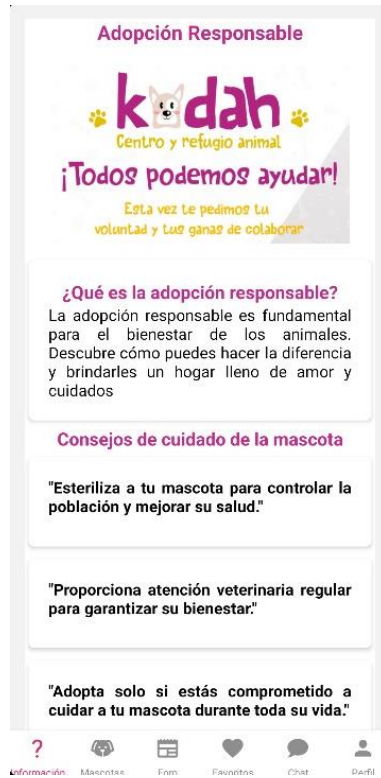 Adopción Responsable
kudah
Centro y refugio animal
¡Todos podemos ayudar!
Esta vez te pedimos tu
voluntad y tus ganas de colaborar
¿Qué es la adopción responsable?
La adopción responsable es fundamental
para el bienestar de los animales.
Descubre cómo puedes hacer la diferencia
y brindarles un hogar lleno de amor y
cuidados
Consejos de cuidado de la mascota
"Esteriliza a tu mascota para controlar la
población y mejorar su salud."
"Proporciona atención veterinaria regular
para garantizar su bienestar."
"Adopta solo si estás comprometido a
cuidar a tu mascota durante toda su vida."
Información Mascotas Foro Favoritos Chat Perfil